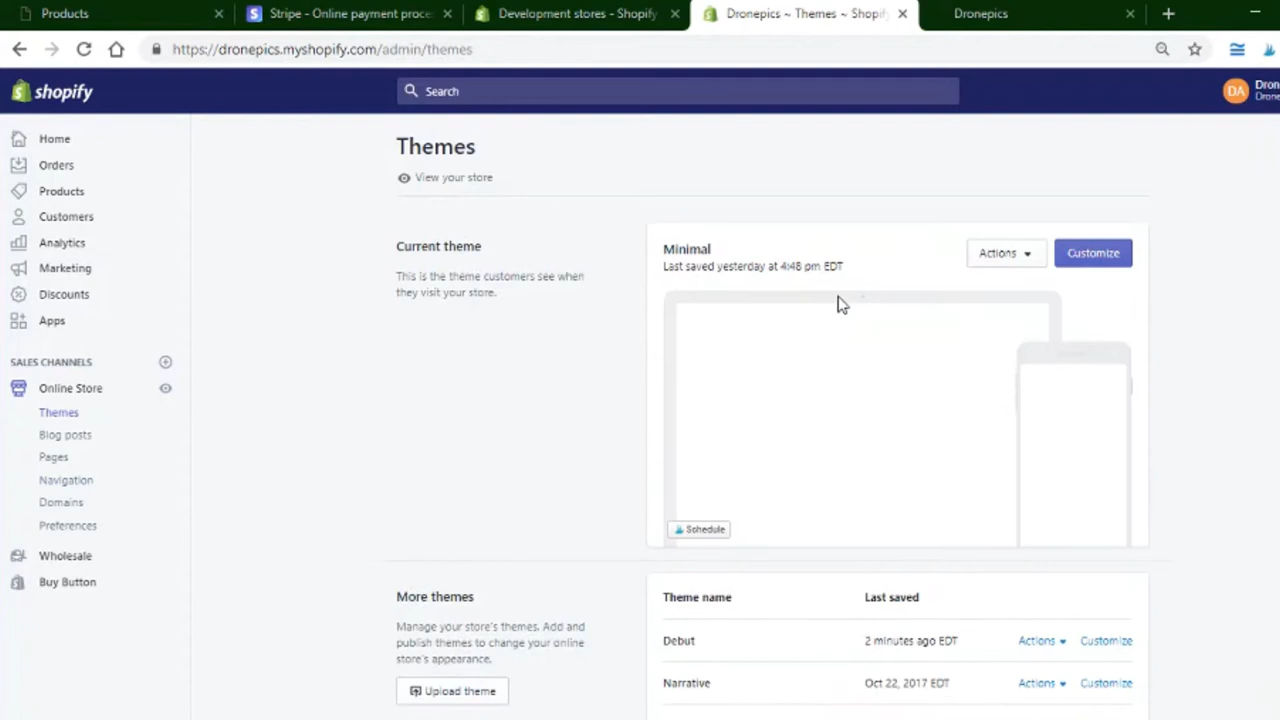 Products
Stripe - Online payment proce
Development stores - Shopify
Dronepics ~ Themes ~ Shopify
Dronepics
https://dronepics.myshopify.com/admin/themes
shopify
Search
DA
Dron
Drone
Home
Orders
Products
Customers
Analytics
Marketing
Discounts
Apps
SALES CHANNELS
Online Store
Themes
Blog posts
Pages
Navigation
Domains
Preferences
Wholesale
Buy Button
Themes
View your store
Current theme
This is the theme customers see when
they visit your store.
Minimal
Last saved yesterday at 4:48 pm EDT
Actions
Customize
Schedule
More themes
Manage your store's themes. Add and
publish themes to change your online
store's appearance.
Upload theme
Theme name Last saved
Debut 2 minutes ago EDT Actions Customize
Narrative Oct 22, 2017 EDT Actions Customize